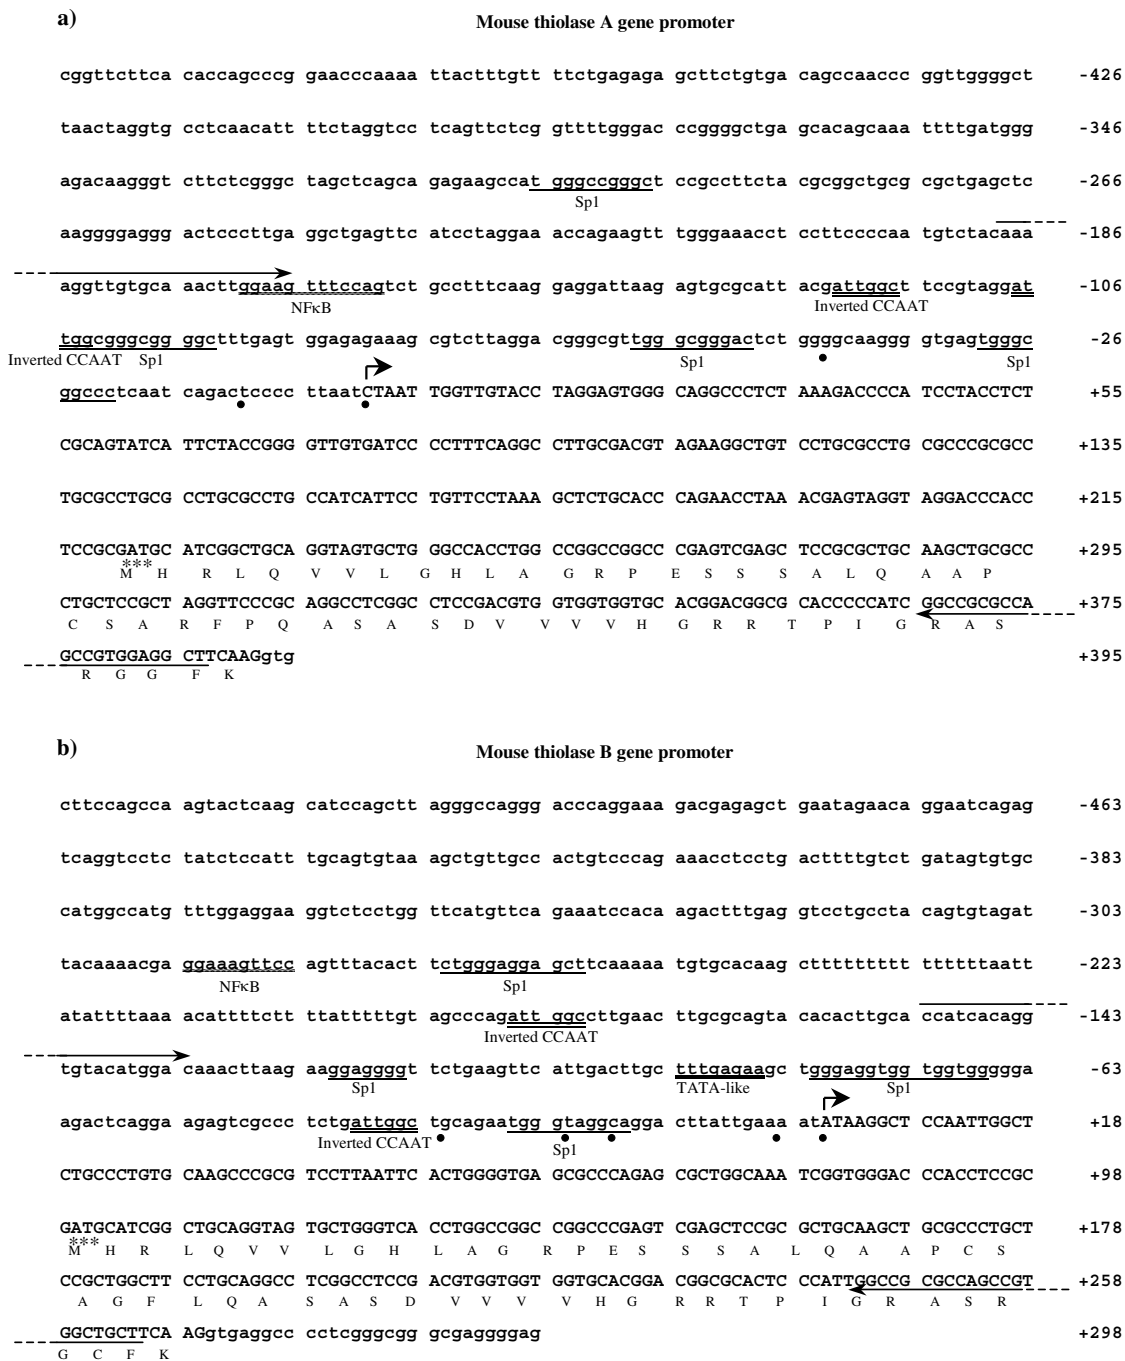 a)
Mouse thiolase A gene promoter
cggttcttca caccagcccg gaacccaaaa ttactttgtt ttctgagaga gcttctgtga cagccaaccc ggttggggct -426
taactaggtg cctcaacatt ttctaggtcc tcagttctcg gttttgggac ccggggctga gcacagcaaa ttttgatggg -346
agacaagggt cttctcgggc tagctcagca gagaagccat gggccgggct ccgccttcta cgcggctgcg cgctgagctc -266
Sp1
aaggggaggg actcccttga ggctgagttc atcctaggaa accagaagtt tgggaaacct ccttccccaa tgtctacaaa -186
aggttgtgca aacttggaag tttccagtct gcctttcaag gaggattaag agtgcgcatt acgattggct tccgtaggat -106
NFκB Inverted CCAAT
tggcgggcgg ggctttgagt ggagagaaag cgtcttagga cgggcgttgg gcgggactct ggggcaaggg gtgagtgggc -26
Inverted CCAAT Sp1 Sp1 Sp1
ggccctcaat cagactcccc ttaatCTAAT TGGTTGTACC TAGGAGTGGG CAGGCCCTCT AAAGACCCCA TCCTACCTCT +55
CGCAGTATCA TTCTACCGGG GTTGTGATCC CCTTTCAGGC CTTGCGACGT AGAAGGCTGT CCTGCGCCTG CGCCCGCGCC +135
TGCGCCTGCG CCTGCGCCTG CCATCATTCC TGTTCCTAAA GCTCTGCACC CAGAACCTAA ACGAGTAGGT AGGACCCACC +215
TCCGCGATGC ATCGGCTGCA GGTAGTGCTG GGCCACCTGG CCGGCCGGCC CGAGTCGAGC TCCGCGCTGC AAGCTGCGCC +295
***
M H R L Q V V L G H L A G R P E S S S A L Q A A P
CTGCTCCGCT AGGTTCCCGC AGGCCTCGGC CTCCGACGTG GTGGTGGTGC ACGGACGGCG CACCCCCATC GGCCGCGCCA +375
C S A R F P Q A S A S D V V V V H G R R T P I G R A S
GCCGTGGAGG CTTCAAGgtg +395
R G G F K
b)
Mouse thiolase B gene promoter
cttccagcca agtactcaag catccagctt agggccaggg acccaggaaa gacgagagct gaatagaaca ggaatcagag -463
tcaggtcctc tatctccatt tgcagtgtaa agctgttgcc actgtcccag aaacctcctg acttttgtct gatagtgtgc -383
catggccatg tttggaggaa ggtctcctgg ttcatgttca gaaatccaca agactttgag gtcctgccta cagtgtagat -303
tacaaaacga ggaaagttcc agtttacact tctgggagga gcttcaaaaa tgtgcacaag cttttttttt ttttttaatt -223
NFκB Sp1
atattttaaa acattttctt tatttttgt agcccagatt ggccttgaac ttgcgcagta cacacttgca ccatcacagg -143
Inverted CCAAT
tgtacatgga caaacttaag aaggaggggt tctgaagttc attgacttgc tttgagaagc tgggaggtgg tggtggggga -63
Sp1 TATA-like Sp1
agactcagga agagtcgccc tctgattggc tgcagaatgg gtaggcagga cttattgaaa atATAAGGCT CCAATTGGCT +18
Inverted CCAAT Sp1
CTGCCCTGTG CAAGCCCGCG TCCTTAATTC ACTGGGGTGA GCGCCCAGAG CGCTGGCAAA TCGGTGGGAC CCACCTCCGC +98
GATGCATCGG CTGCAGGTAG TGCTGGGTCA CCTGGCCGGC CGGCCCGAGT CGAGCTCCGC GCTGCAAGCT GCGCCCTGCT +178
***
M H R L Q V V L G H L A G R P E S S S A L Q A A P C S
CCGCTGGCTT CCTGCAGGCC TCGGCCTCCG ACGTGGTGGT GGTGCACGGA CGGCGCACTC CCATTGGCCG CGCCAGCCGT +258
A G F L Q A S A S D V V V V H G R R T P I G R A S R
GGCTGCTTCA AGgtgaggcc cctcgggcgg gcgaggggag +298
G C F K